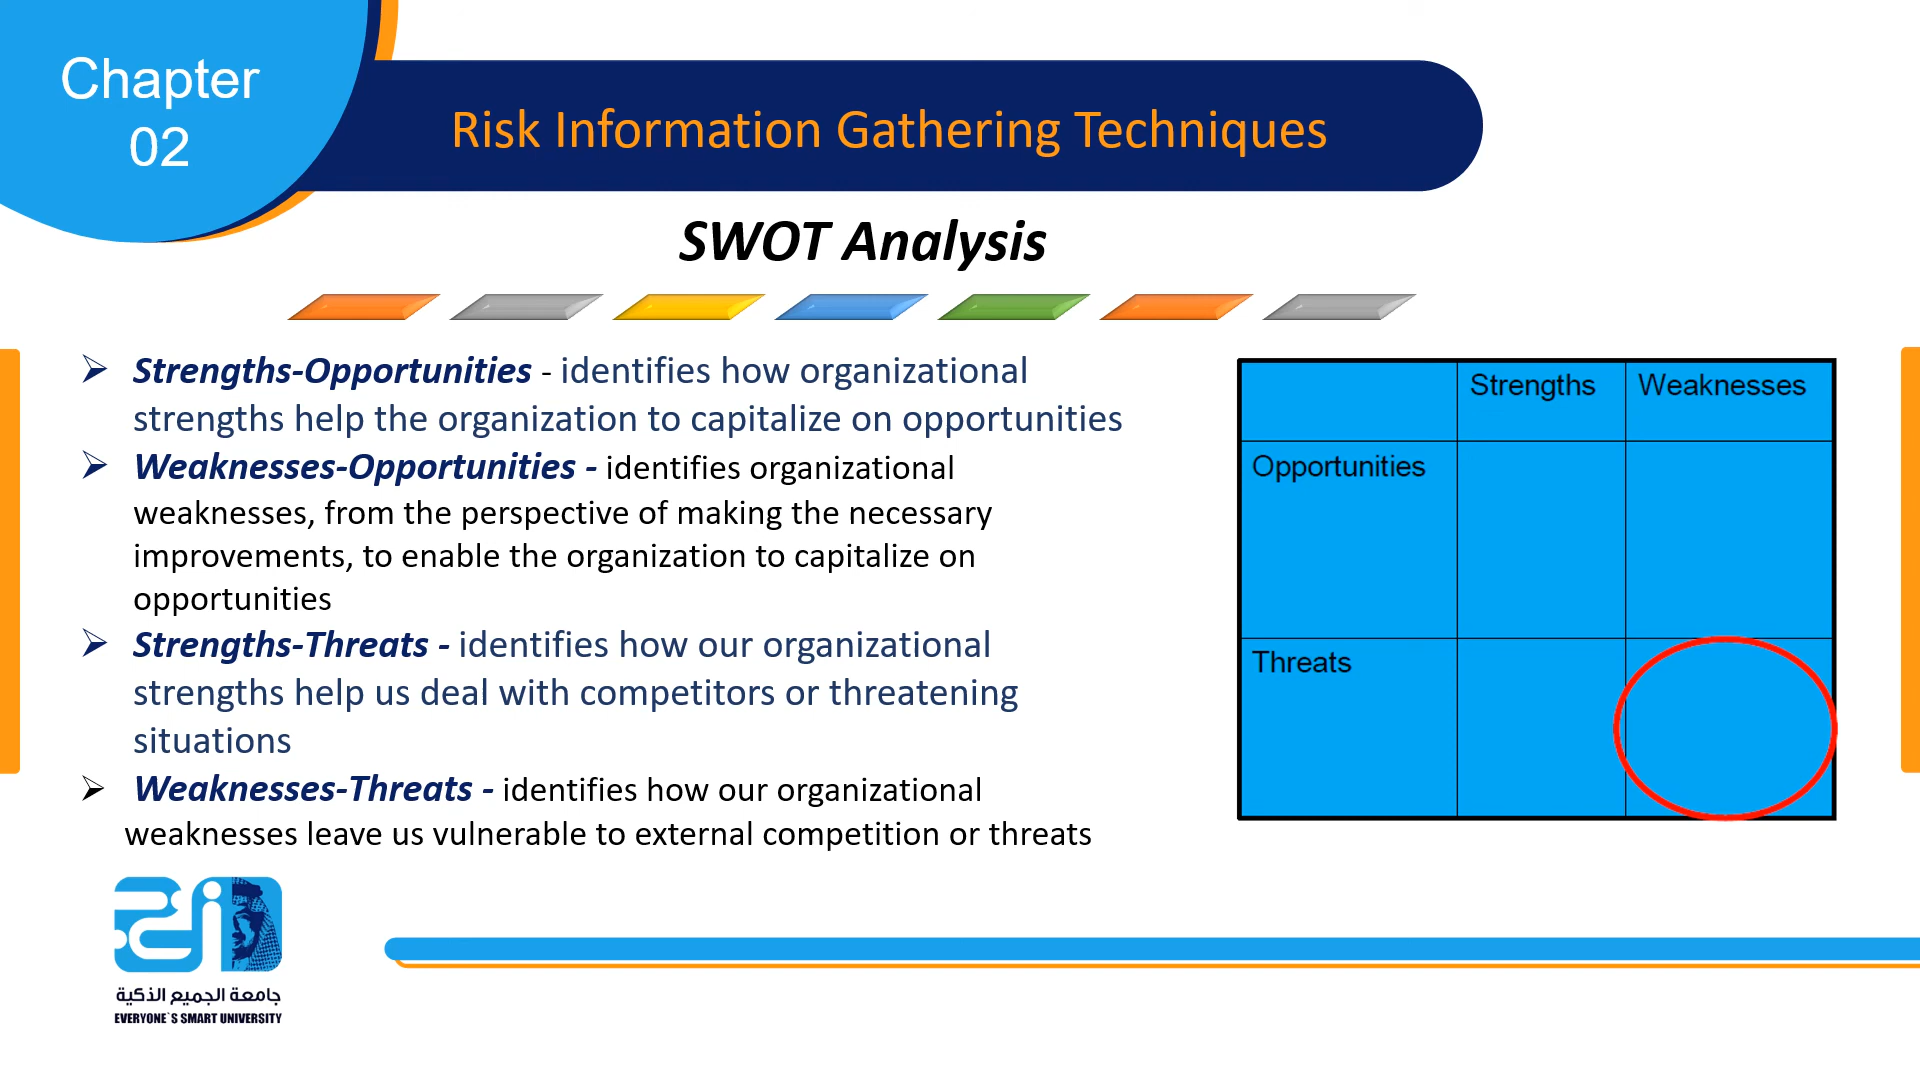 Chapter
02
Risk Information Gathering Techniques
SWOT Analysis
Strengths-Opportunities - identifies how organizational
strengths help the organization to capitalize on opportunities
Weaknesses-Opportunities - identifies organizational
weaknesses, from the perspective of making the necessary
improvements, to enable the organization to capitalize on
opportunities
Strengths-Threats - identifies how our organizational
strengths help us deal with competitors or threatening
situations
Weaknesses-Threats - identifies how our organizational
weaknesses leave us vulnerable to external competition or threats
Strengths Weaknesses
Opportunities
Threats
جامعة الجميع الذكية
EVERYONE`S SMART UNIVERSITY